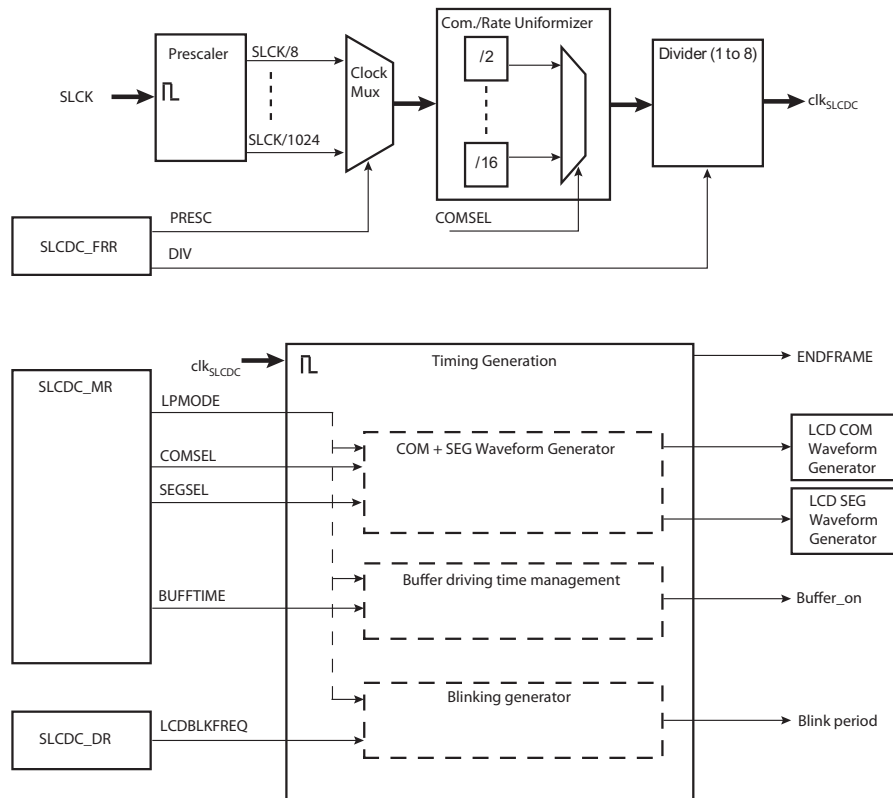 Com./Rate Uniformizer
Prescaler
SLCK/8
Clock
Mux
/2
Divider (1 to 8)
SLCK
clkSLCDC
SLCK/1024
/16
PRESC
COMSEL
SLCDC_FRR
DIV
clkSLCDC
Timing Generation
ENDFRAME
SLCDC_MR
LPMODE
COM + SEG Waveform Generator
LCD COM
Waveform
Generator
COMSEL
SEGSEL
LCD SEG
Waveform
Generator
Buffer driving time management
BUFFTIME
Buffer_on
Blinking generator
SLCDC_DR
LCDBLKFREQ
Blink period